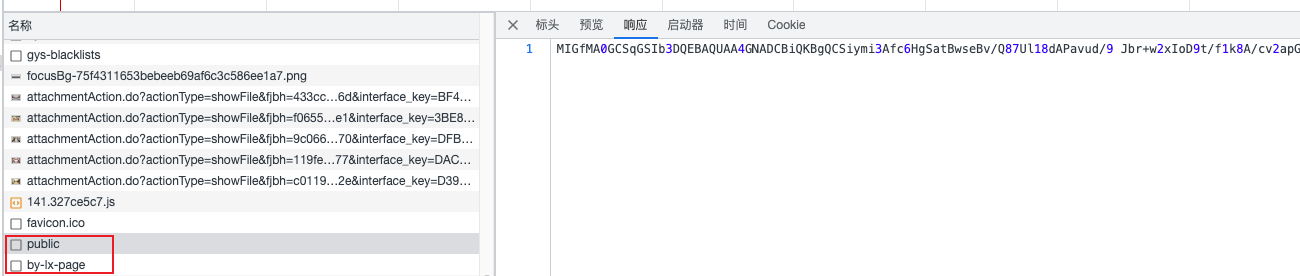 名称
gys-blacklists
focusBg-75f4311653bebeeb69af6c3c586ee1a7.png
attachmentAction.do?actionType=showFile&fjbh=433cc…6d&interface_key=BF4…
attachmentAction.do?actionType=showFile&fjbh=f0655…e1&interface_key=3BE8…
attachmentAction.do?actionType=showFile&fjbh=9c066…70&interface_key=DFB…
attachmentAction.do?actionType=showFile&fjbh=119fe…77&interface_key=DAC…
attachmentAction.do?actionType=showFile&fjbh=c0119…2e&interface_key=D39…
141.327ce5c7.js
favicon.ico
public
by-lx-page
标头 预览 响应 启动器 时间 Cookie
1 MIGfMA0GCSqGSIb3DQEBAQUAA4GNADCBiQKBgQCSiymi3Afc6HgSatBwseBv/Q87Ul18dAPavud/9 Jbr+w2xIoD9t/f1k8A/cv2apG